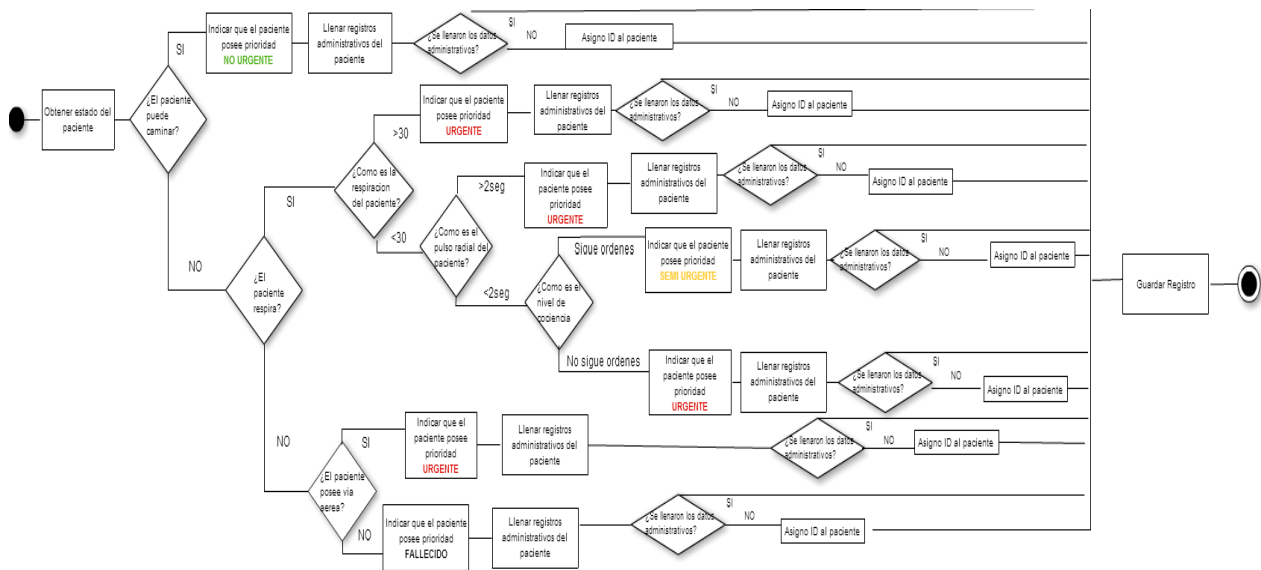 SI
Indicar que el paciente
posee prioridad
NO URGENTE
Llenar registros
administrativos del
paciente
¿Se llenaron los datos
administrativos?
SI
NO
Asigno ID al paciente
Obtener estado del
paciente
¿El paciente
puede
caminar?
NO
¿El
paciente
respira?
SI
¿Como es la
respiracion
del paciente?
>30
Indicar que el
paciente posee
prioridad
URGENTE
Llenar registros
administrativos del
paciente
¿Se llenaron los datos
administrativos?
SI
NO
Asigno ID al paciente
<30
¿Como es el
pulso radial del
paciente?
>2seg
Indicar que el
paciente posee
prioridad
URGENTE
Llenar registros
administrativos del
paciente
¿Se llenaron los datos
administrativos?
SI
NO
Asigno ID al paciente
<2seg
¿Como es el
nivel de
cociencia
Sigue ordenes
Indicar que el paciente
posee prioridad
SEMI URGENTE
Llenar registros
administrativos del
paciente
¿Se llenaron los datos
administrativos?
SI
NO
Asigno ID al paciente
No sigue ordenes
Indicar que el
paciente posee
prioridad
URGENTE
Llenar registros
administrativos del
paciente
¿Se llenaron los datos
administrativos?
SI
NO
Asigno ID al paciente
NO
¿El paciente
posee via
aerea?
SI
Indicar que el
paciente posee
prioridad
URGENTE
Llenar registros
administrativos del
paciente
¿Se llenaron los datos
administrativos?
SI
NO
Asigno ID al paciente
NO
Indicar que el paciente
posee prioridad
FALLECIDO
Llenar registros
administrativos del
paciente
¿Se llenaron los datos
administrativos?
SI
NO
Asigno ID al paciente
Guardar Registro